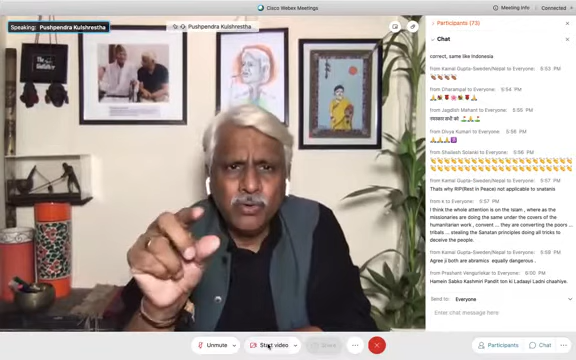 Cisco Webex Meetings
Meeting Info
Connected
Speaking: Pushpendra Kulshrestha
Pushpendra Kulshrestha
Participants (73)
Chat
correct, same like Indonesia
from Kamal Gupta-Sweden/Nepal to Everyone: 5:53 PM
from Dharampal to Everyone: 5:54 PM
from Jagdish Mahant to Everyone: 5:55 PM
from Divya Kumari to Everyone: 5:56 PM
from Shailesh to Everyone: 5:56 PM
from Kamal Gupta-Sweden/Nepal to Everyone: 5:57 PM
Thats why RIP(Rest in Peace) not applicable to snatanis
from e to Everyone: 5:57 PM
I think the whole attention is on the Islam , where as the
missionaries are doing the same under the covers of the
humanitarian work , convent ... they are converting the poors ...
tribals ... stealing the Sanatan principles doing all tricks to
deceive the people.
from Kamal Gupta-Sweden/Nepal to Everyone: 5:59 PM
Agree ji both are abramics equally dangerous .
from Prashant Vengurlekar to Everyone: 6:00 PM
Hamein Sabko Kashmiri Pandit ton ki Ladaayi Ladni chaahiye.
Send to: Everyone
Enter chat message here
Unmute
Start video
Share
Participants
Chat
The
Godfather